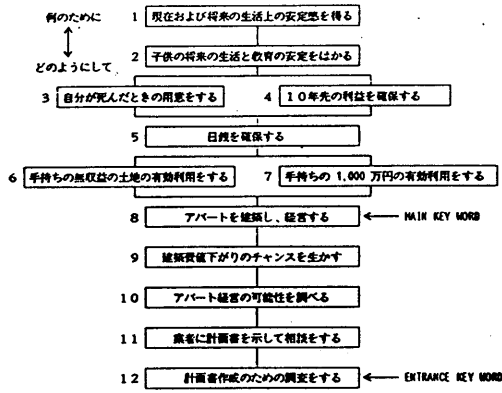 何のために
どのようにして
1 現在および将来の生活上の安定感を得る
2 子供の将来の生活と教育の安定をはかる
3 自分が死んだときの用意をする
4 10年先の利益を確保する
5 日銭を確保する
6 手持ちの無収益の土地の有効利用をする
7 手持ちの 1,000 万円の有効利用をする
8 アパートを建築し、経営する
MAIN KEY WORD
9 建築費値下がりのチャンスを生かす
10 アパート経営の可能性を調べる
11 業者に計画書を示して相談をする
12 計画書作成のための調査をする
ENTRANCE KEY WORD